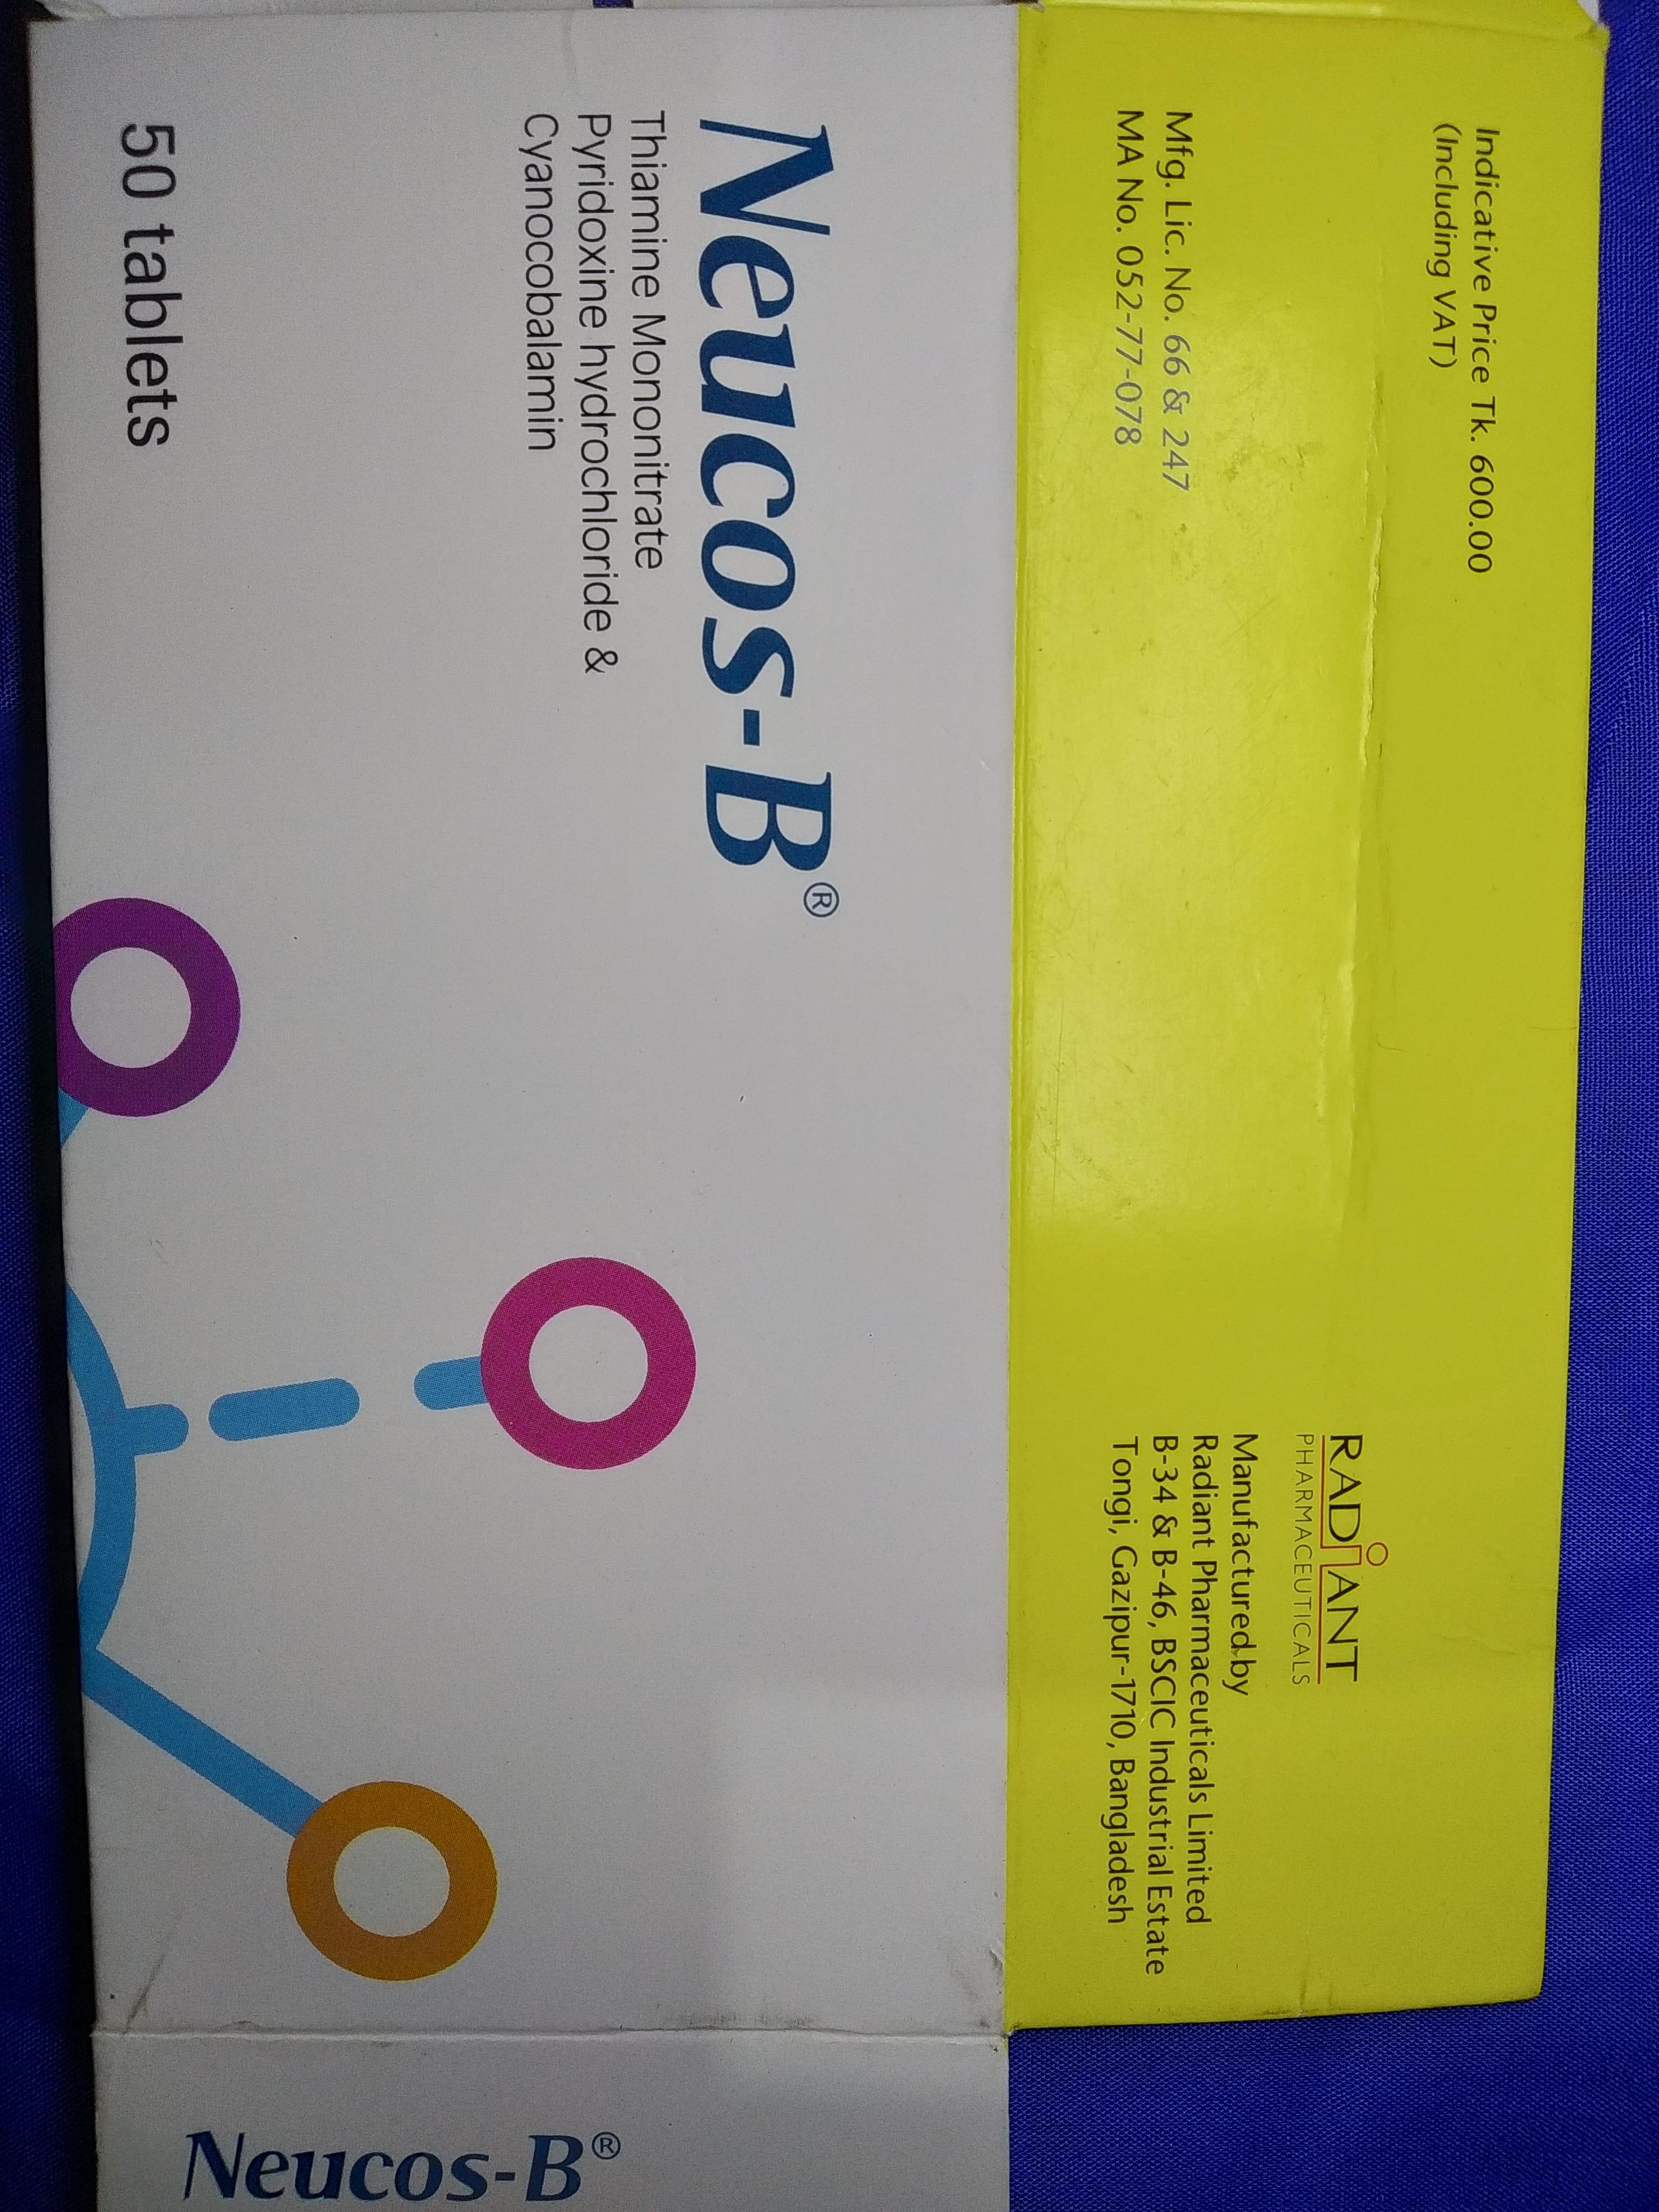 Indicative Price Tk. 600.00
(Including VAT)
Mfg. Lic. No. 66 & 247
MA No. 052-77-078
RADiANT
PHARMACEUTICALS
Manufactured by
Radiant Pharmaceuticals Limited
B-34 & B-46, BSCIC Industrial Estate
Tongi, Gazipur-1710, Bangladesh
Neucos-B®
Thiamine Mononitrate
Pyridoxine hydrochloride &
Cyanocobalamin
50 tablets
Neucos-B®